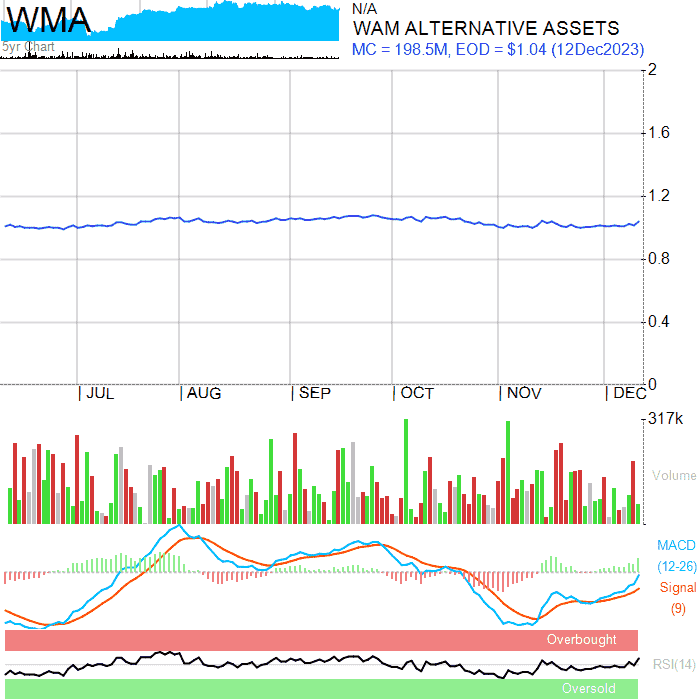 WMA
5yr Chart
N/A
WAM ALTERNATIVE ASSETS
MC = 198.5M, EOD = $1.04 (12Dec2023)
2
1.6
1.2
0.8
0.4
0
JUL
AUG
SEP
OCT
NOV
DEC
317k
Volume
MACD
(12-26)
Signal
(9)
Overbought
RSI(14)
Oversold